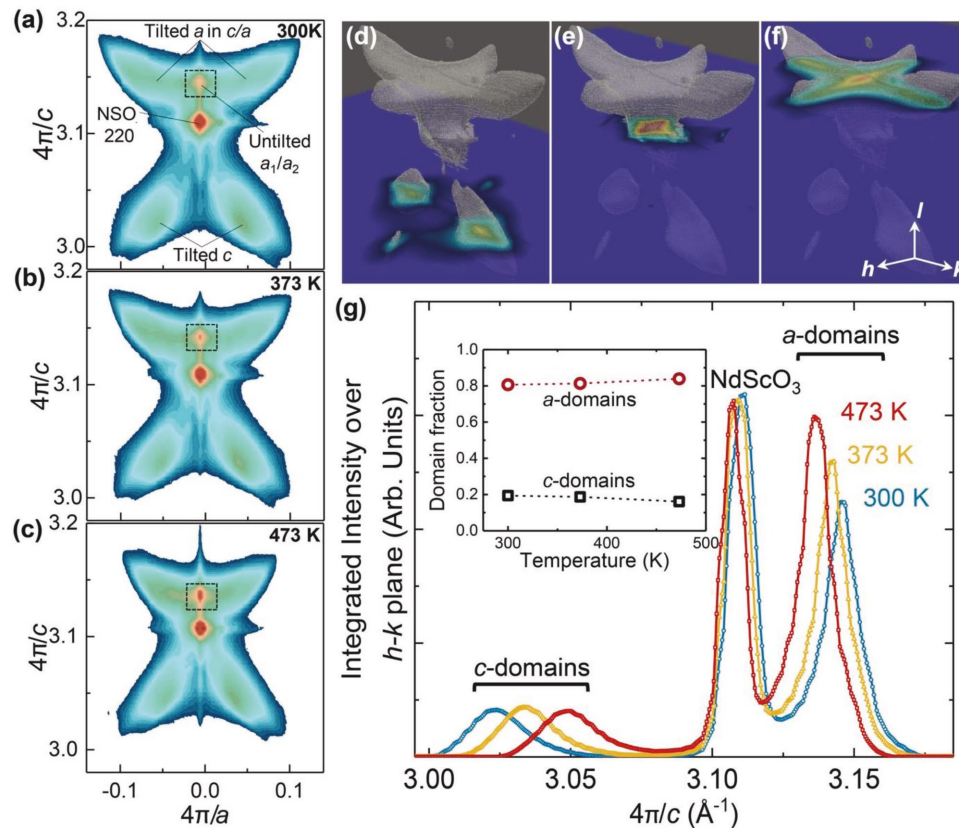 (a)
3.2
Tilted a in c/a
300K
4π/c
NSO
220
3.1
Untilted
a₁/a₂
3.0
Tilted c
(b)
3.2
373 K
4π/c
3.1
3.0
(c)
3.2
473 K
4π/c
3.1
3.0
-0.1 0.0 0.1
4π/a
(d)
(e)
(f)
l
h
k
(g)
Integrated Intensity over
h-k plane (Arb. Units)
a-domains
NdScO₃
473 K
373 K
300 K
Domain fraction
1.0
0.8
0.6
0.4
0.2
0.0
a-domains
c-domains
300 400 500
Temperature (K)
c-domains
3.00 3.05 3.10 3.15
4π/c (Å⁻¹)